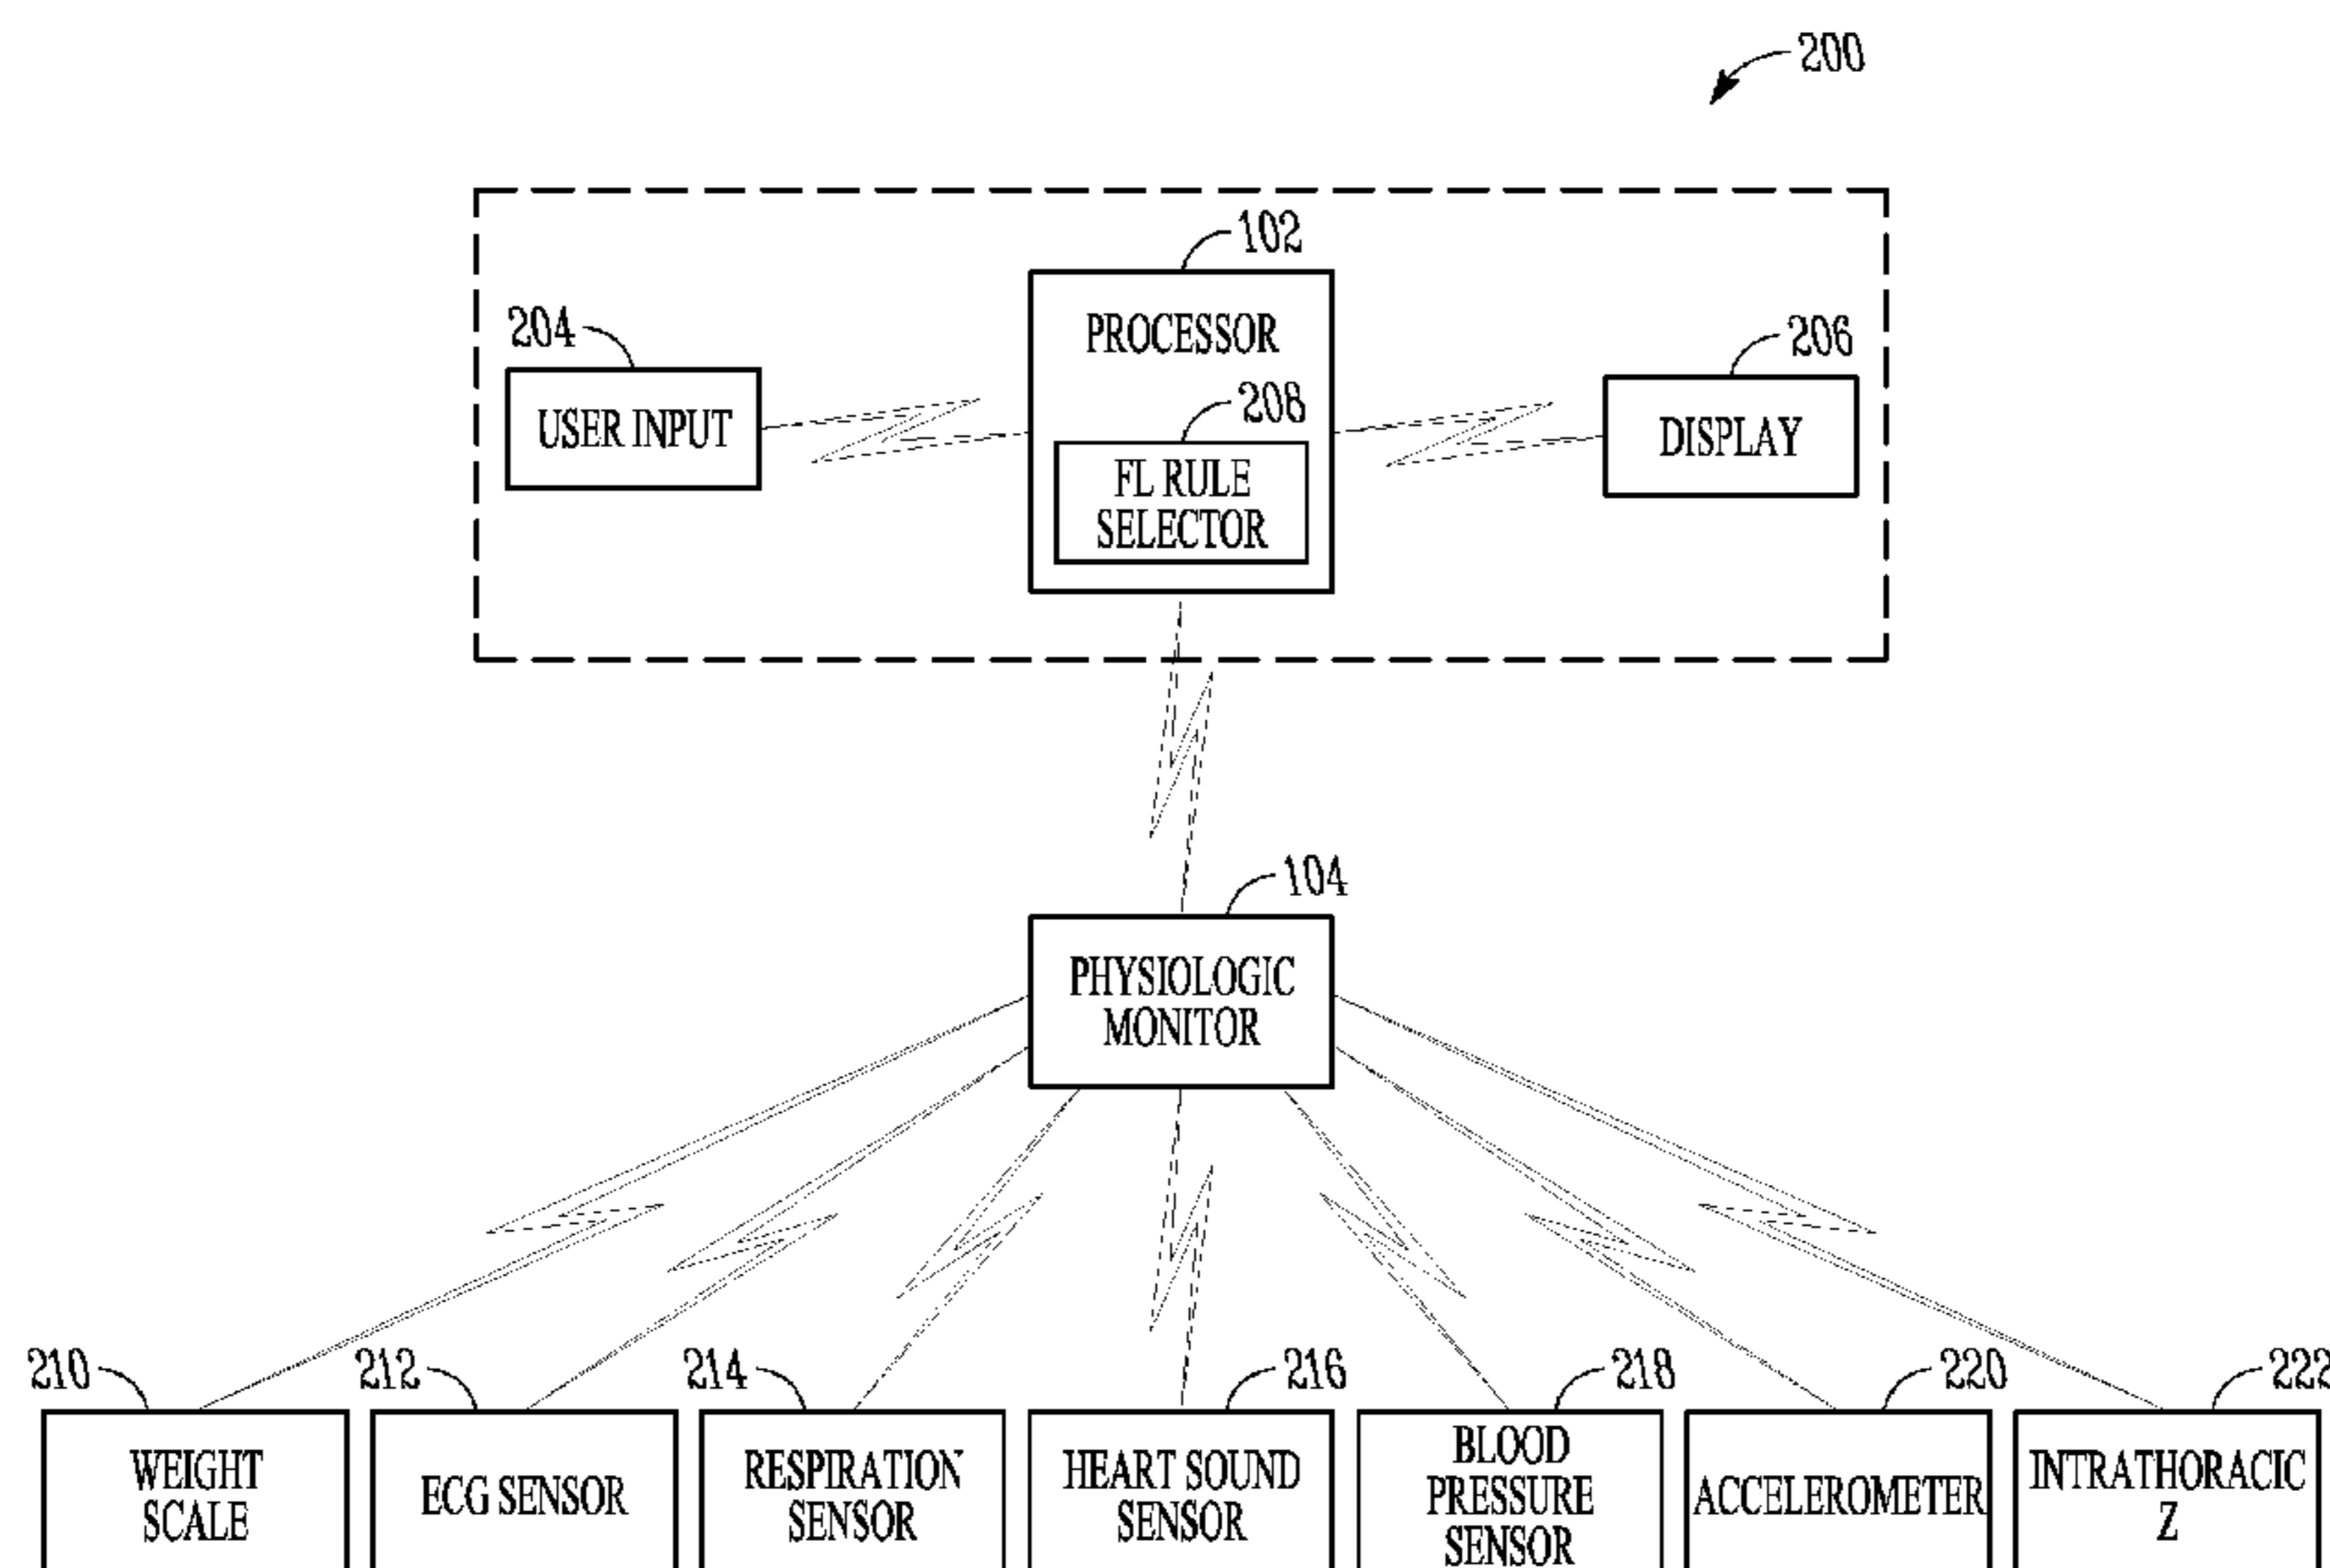 200
102
PROCESSOR
204
USER INPUT
208
FL RULE
SELECTOR
206
DISPLAY
104
PHYSIOLOGIC
MONITOR
210
WEIGHT
SCALE
212
ECG SENSOR
214
RESPIRATION
SENSOR
216
HEART SOUND
SENSOR
218
BLOOD
PRESSURE
SENSOR
220
ACCELEROMETER
222
INTRATHORACIC
Z